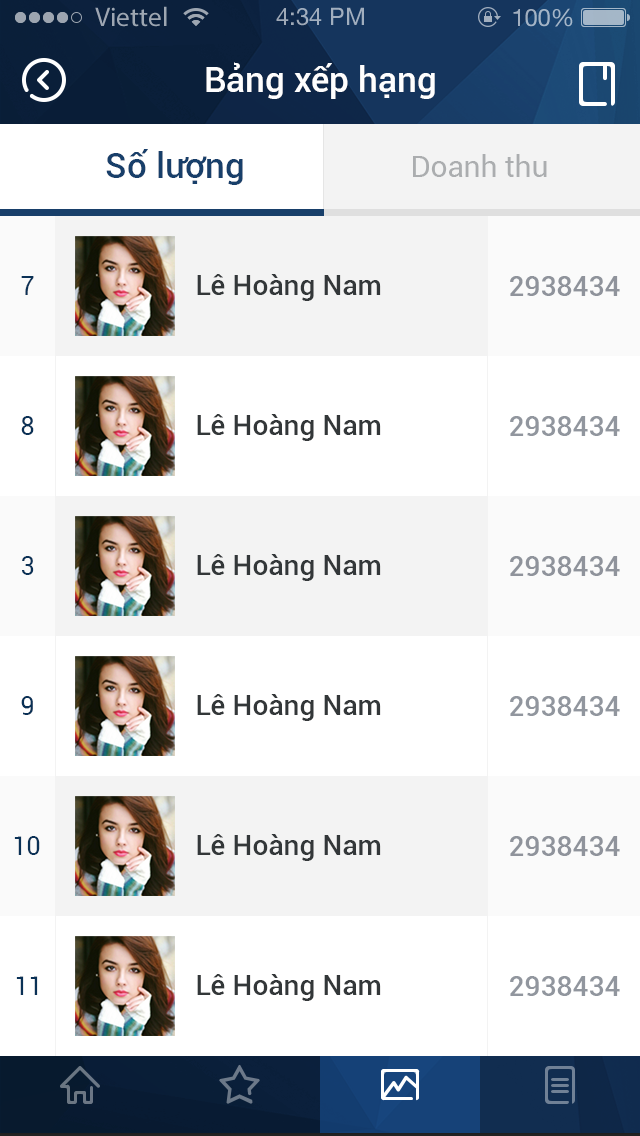 Viettel 4:34 PM 100%
Bảng xếp hạng
Số lượng Doanh thu
7 Lê Hoàng Nam 2938434
8 Lê Hoàng Nam 2938434
3 Lê Hoàng Nam 2938434
9 Lê Hoàng Nam 2938434
10 Lê Hoàng Nam 2938434
11 Lê Hoàng Nam 2938434